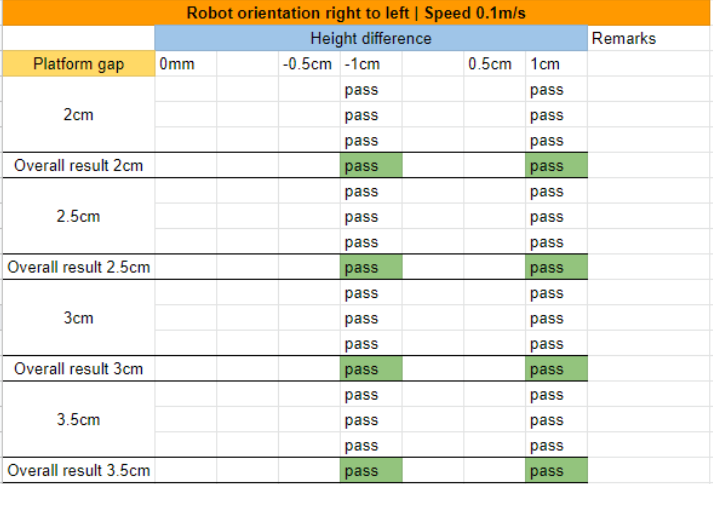 Robot orientation right to left | Speed 0.1m/s
Height difference Remarks
Platform gap 0mm -0.5cm -1cm 0.5cm 1cm
pass pass
2cm pass pass
pass pass
Overall result 2cm pass pass
pass pass
2.5cm pass pass
pass pass
Overall result 2.5cm pass pass
pass pass
3cm pass pass
pass pass
Overall result 3cm pass pass
pass pass
3.5cm pass pass
pass pass
Overall result 3.5cm pass pass